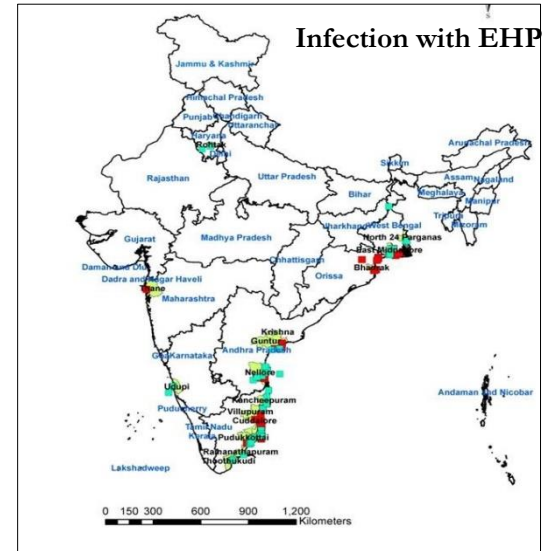 Infection with EHP
Jammu & Kashmir
Himachal Pradesh
Punjab Chandigarh
Uttaranchal
Haryana
Rohtak
Delhi
Arunachal Pradesh
Sikkim
Rajasthan
Uttar Pradesh
Assam Nagaland
Bihar
Meghalaya
Manipur
Tripura
Mizoram
Jharkhand West Bengal
North 24 Parganas
Gujarat
Madhya Pradesh
East Midnapore
Chhattisgarh
Bhadrak
Daman and Diu
Orissa
Dadra and Nagar Haveli
Thane
Maharashtra
Krishna
Guntur
Goa Karnataka
Andhra Pradesh
Nellore
Udupi
Andaman and Nicobar
Kancheepuram
Puducherry
Villupuram
Cuddalore
Tamil Nadu
Kerala
Pudukkottai
Ramanathapuram
Lakshadweep
Thoothukudi
0 150 300 600 900 1,200
Kilometers